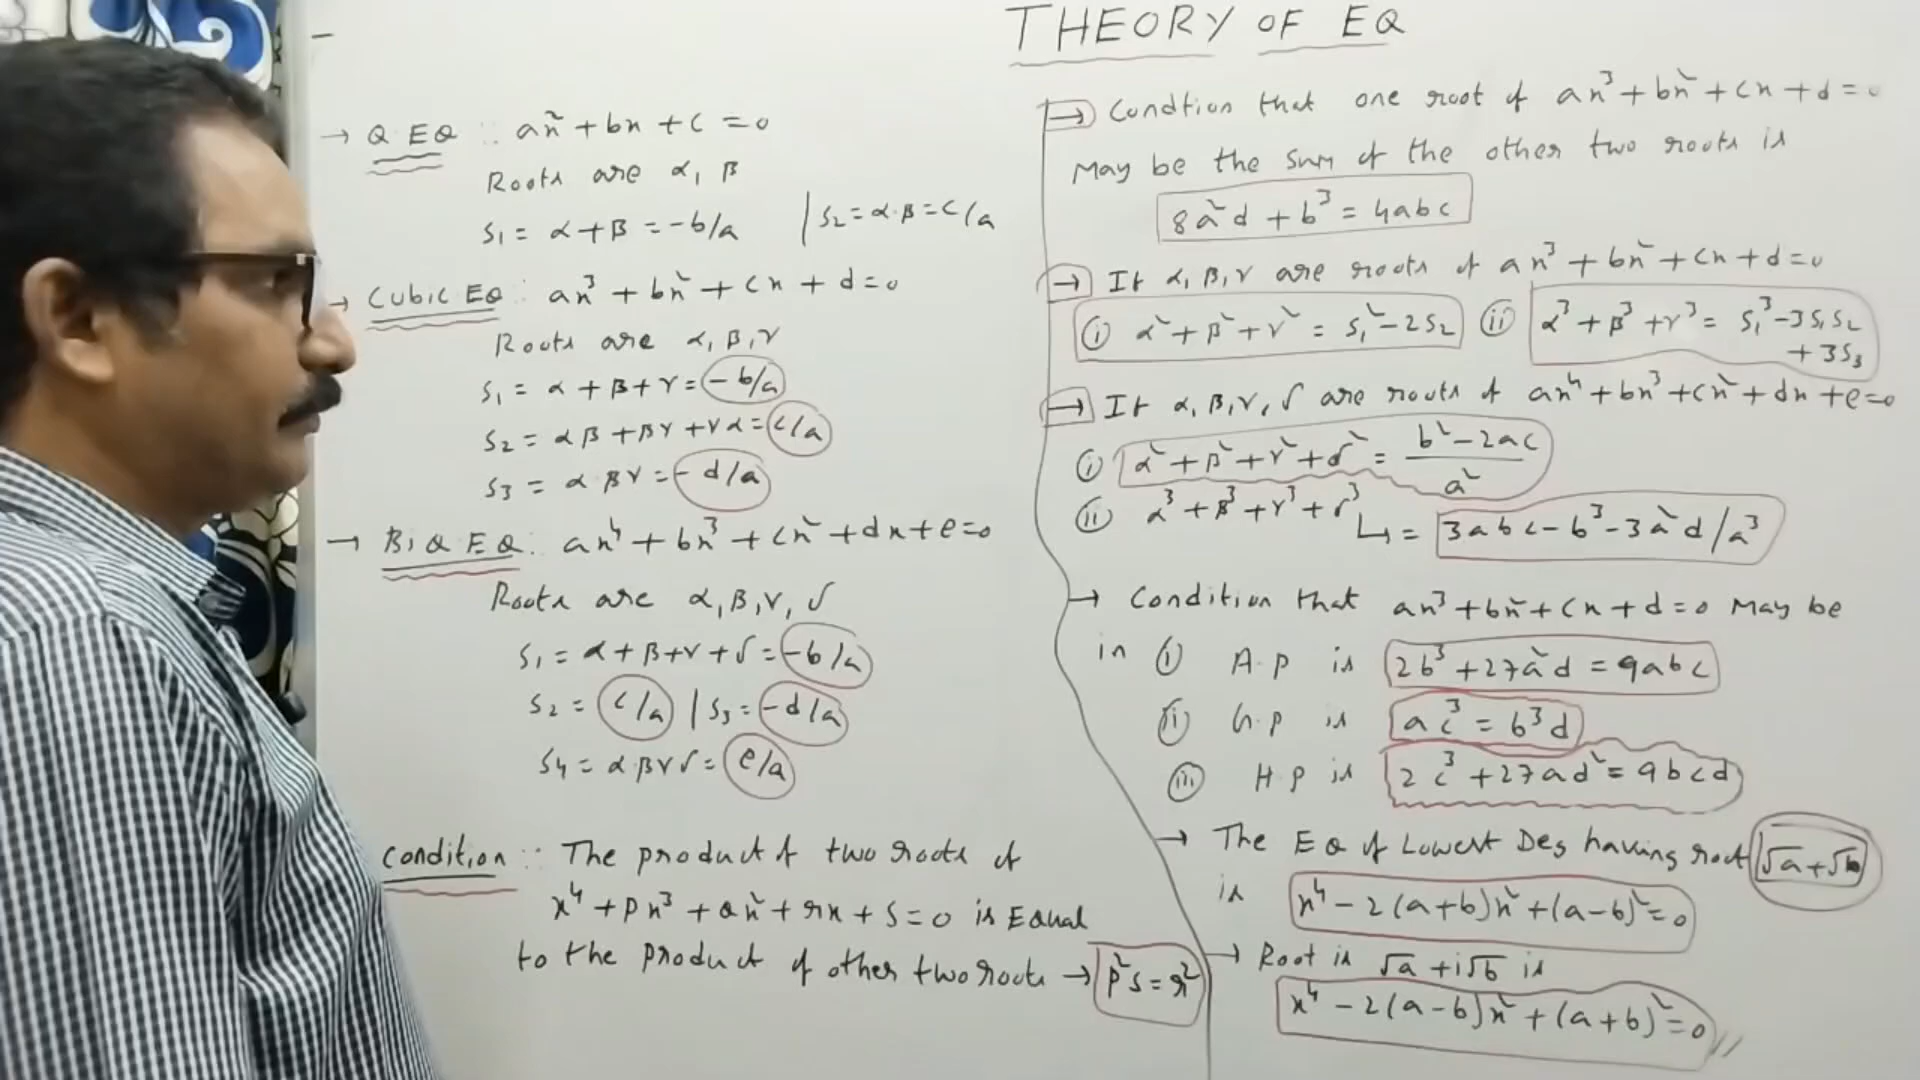 THEORY OF EQ
→ Q EQ :: ax² + bx + c = 0
Roots are α, β
S₁ = α + β = -b/a | S₂ = α·β = c/a
→ CUBIC EQ : ax³ + bx² + cx + d = 0
Roots are α, β, γ
S₁ = α + β + γ = -b/a
S₂ = αβ + βγ + γα = c/a
S₃ = αβγ = -d/a
→ Bi Q EQ : ax⁴ + bx³ + cx² + dx + e = 0
Roots are α, β, γ, δ
S₁ = α + β + γ + δ = -b/a
S₂ = c/a | S₃ = -d/a
S₄ = αβγδ = e/a
Condition :: The product of two roots of
x⁴ + Px³ + Qx² + rx + s = 0 is Equal
to the product of other two roots → p²s = r²
→ Condtion that one root of ax³ + bx² + cx + d = 0
May be the sum of the other two roots is
8a²d + b³ = 4abc
→ If α, β, γ are roots of ax³ + bx² + cx + d = 0
(i) α² + β² + γ² = S₁² - 2S₂ (ii) α³ + β³ + γ³ = S₁³ - 3S₁S₂
+ 3S₃
→ If α, β, γ, δ are roots of ax⁴ + bx³ + cx² + dx + e = 0
(i) α² + β² + γ² + δ² = b² - 2ac / a²
(ii) α³ + β³ + γ³ + δ³
↳ = 3abc - b³ - 3a²d / a³
→ Condition that ax³ + bx² + cx + d = 0 May be
in (i) A.P is 2b³ + 27a²d = 9abc
(ii) G.P is ac³ = b³d
(iii) H.P is 2c³ + 27ad² = 9bcd
→ The EQ of Lowest Deg having root √a + √b
is x⁴ - 2(a+b)x² + (a-b)² = 0
→ Root is √a + i√b is
x⁴ - 2(a-b)x² + (a+b)² = 0 //